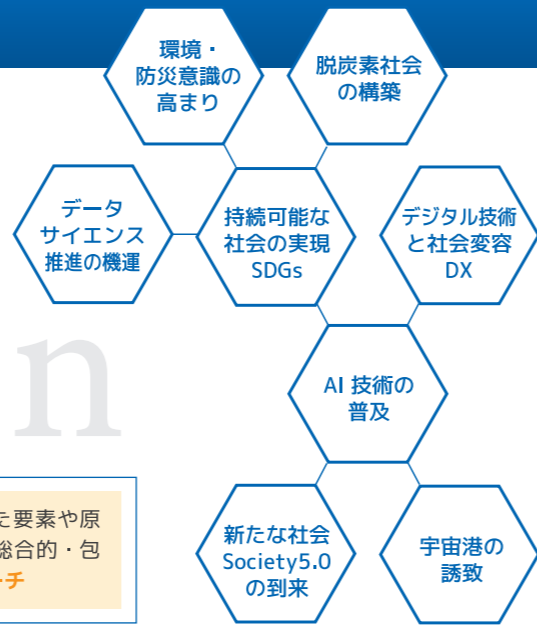 環境・
防災意識の
高まり
脱炭素社会
の構築
データ
サイエンス
推進の機運
持続可能な
社会の実現
SDGs
デジタル技術
と社会変容
DX
n
AI 技術の
普及
た要素や原
総合的・包
ーチ
新たな社会
Society5.0
の到来
宇宙港の
誘致